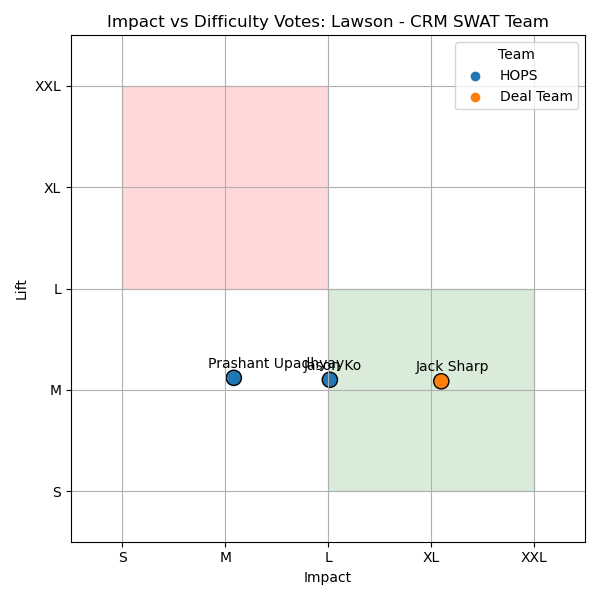 Impact vs Difficulty Votes: Lawson - CRM SWAT Team
Team
HOPS
Deal Team
XXL
XL
L
M
S
Lift
Prashant Upadhyay
Jason Ko
Jack Sharp
S
M
L
XL
XXL
Impact